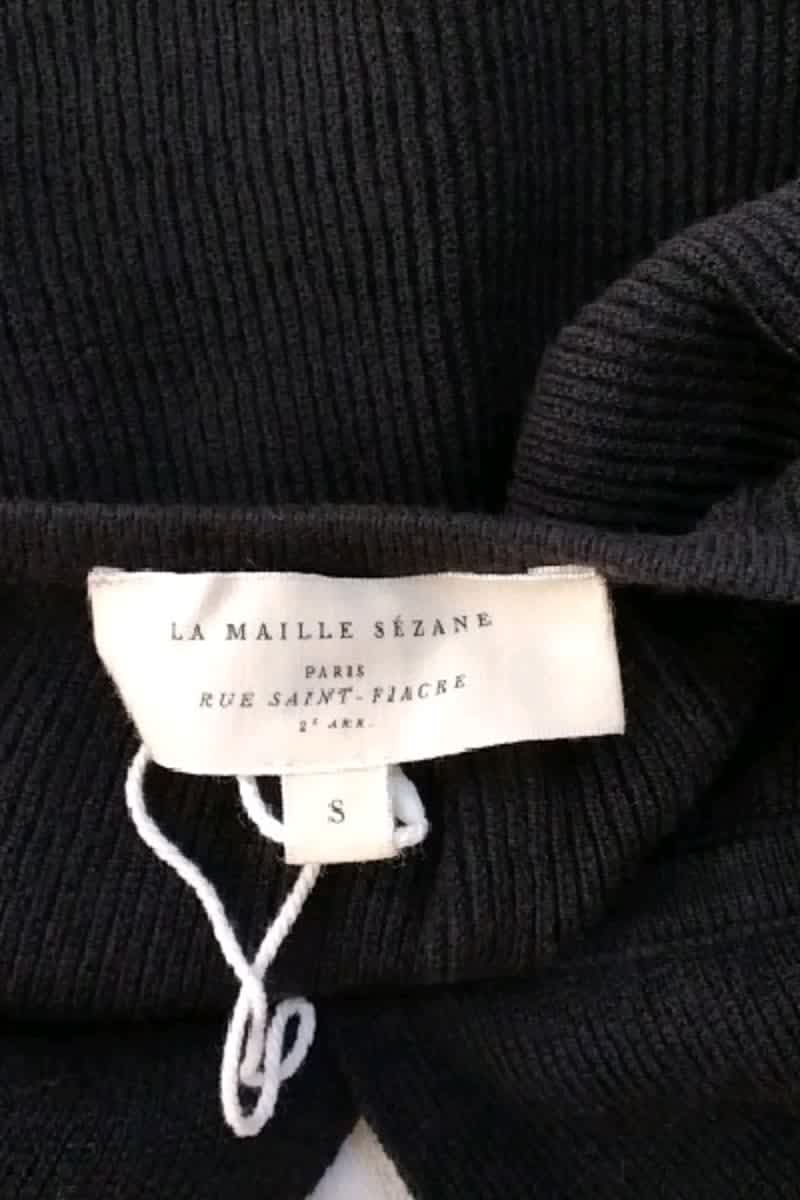 LA MAILLE SÉZANE
PARIS
RUE SAINT-FIACRE
2E ARR.
S